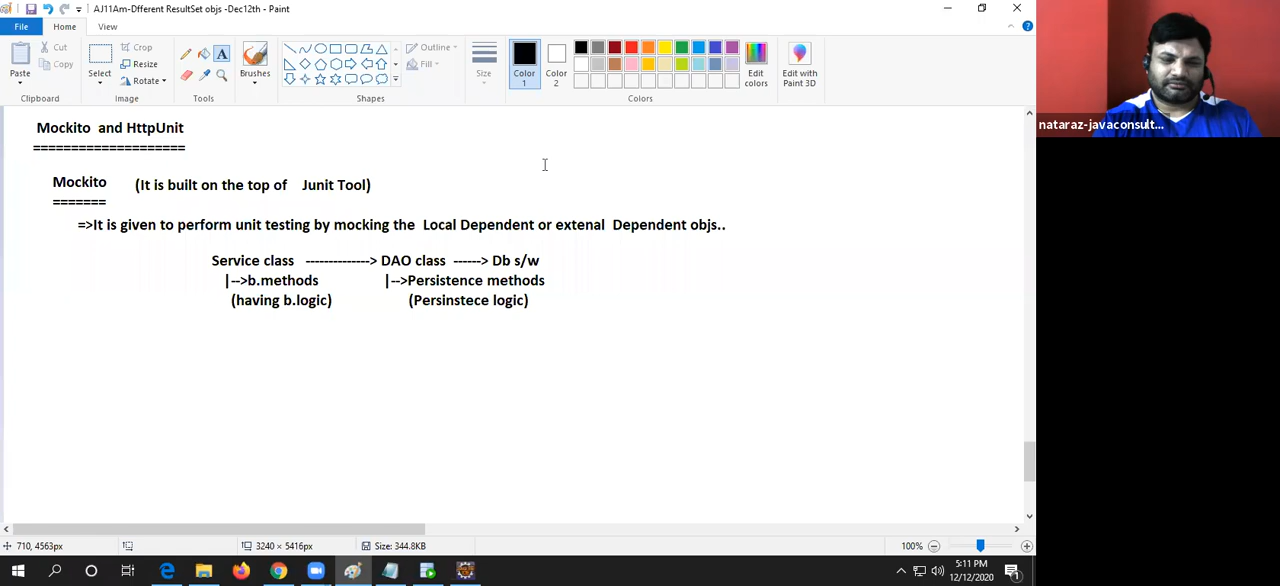 AJ11Am-Dfferent ResultSet objs -Dec12th - Paint
File Home View
Paste Cut Copy Clipboard
Select Crop Resize Rotate Image
Tools
Brushes
Shapes
Outline Fill
Size
Color 1
Color 2
Colors
Edit colors
Edit with Paint 3D
nataraz-javaconsult...
Mockito and HttpUnit
====================
Mockito (It is built on the top of Junit Tool)
=======
=>It is given to perform unit testing by mocking the Local Dependent or extenal Dependent objs..
Service class -------------> DAO class ------> Db s/w
|-->b.methods |-->Persistence methods
(having b.logic) (Persinstece logic)
710, 4563px 3240 × 5416px Size: 344.8KB 100%
5:11 PM
12/12/2020